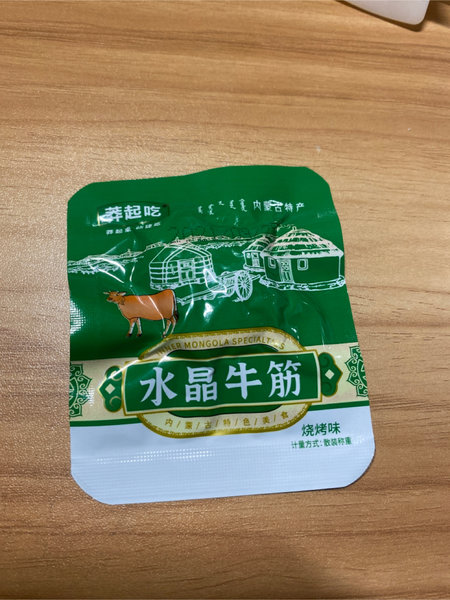 莽起吃
内蒙古特产
INNER MONGOLA SPECIALTIES
水晶牛筋
内/蒙/古/特/色/美/食
烧烤味
计量方式:散装称重